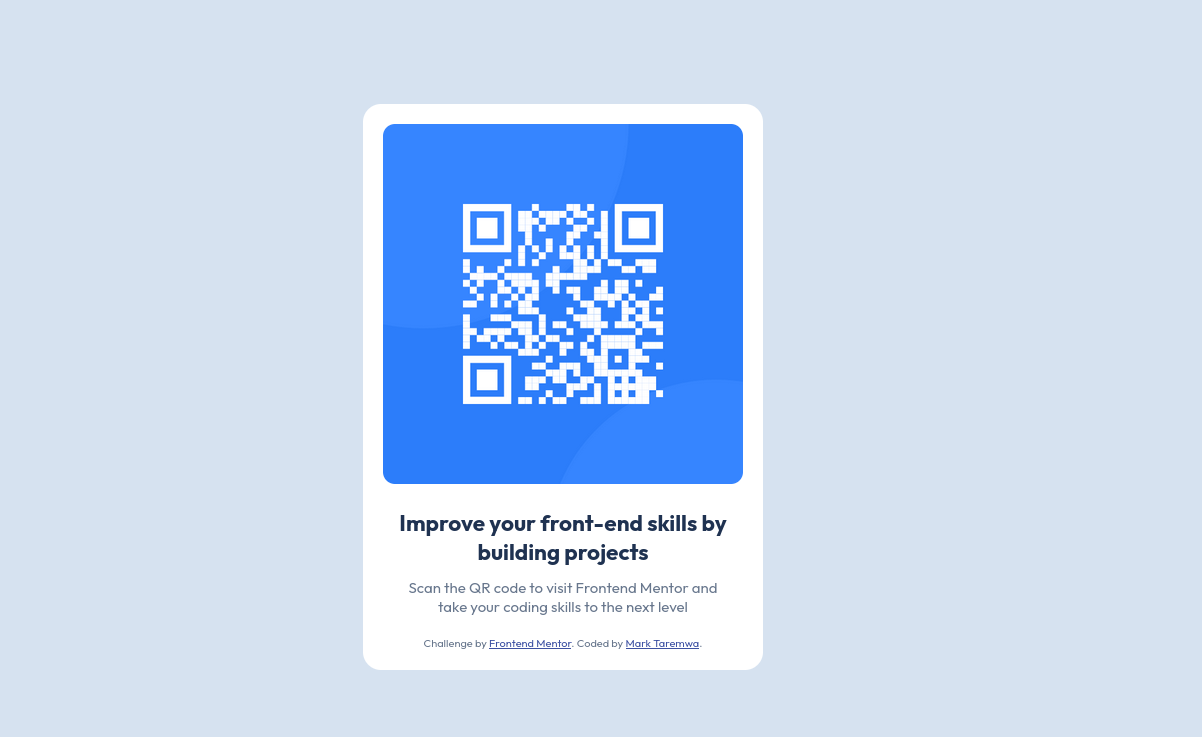 Improve your front-end skills by
building projects
Scan the QR code to visit Frontend Mentor and
take your coding skills to the next level
Challenge by Frontend Mentor. Coded by Mark Taremwa.